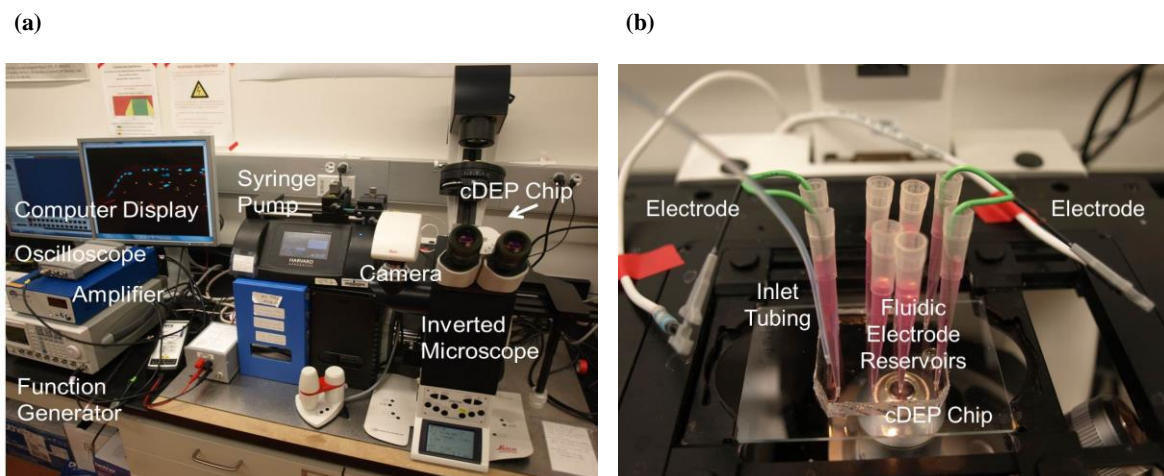 (a)
(b)
Syringe
Pump
cDEP Chip
Computer Display
Oscilloscope
Camera
Amplifier
Inverted
Microscope
Function
Generator
HARVARD
Electrode
Electrode
Inlet
Tubing
Fluidic
Electrode
Reservoirs
cDEP Chip